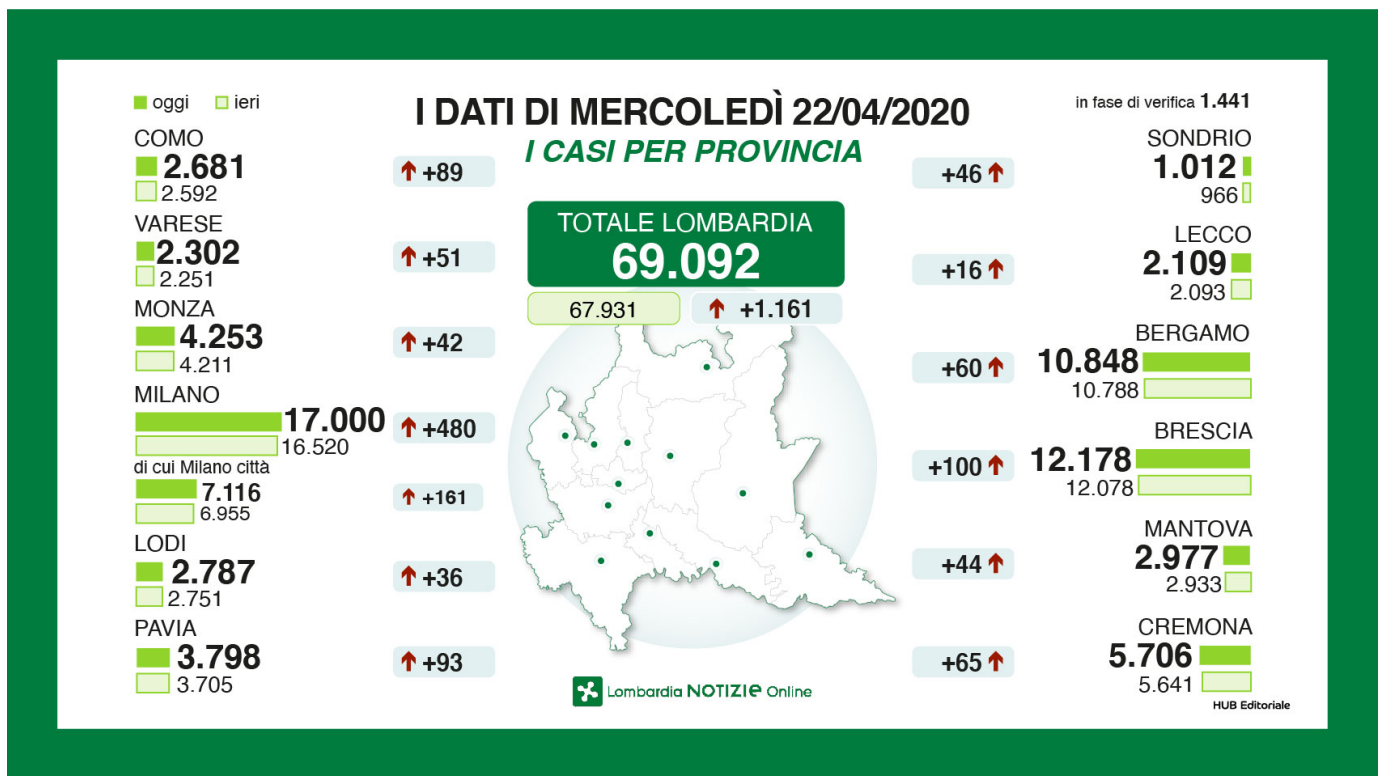 oggi ieri
I DATI DI MERCOLEDÌ 22/04/2020
I CASI PER PROVINCIA
in fase di verifica 1.441
COMO
2.681
2.592
+89
VARESE
2.302
2.251
+51
MONZA
4.253
4.211
+42
MILANO
17.000
16.520
+480
di cui Milano città
7.116
6.955
+161
LODI
2.787
2.751
+36
PAVIA
3.798
3.705
+93
TOTALE LOMBARDIA
69.092
67.931
+1.161
SONDRIO
1.012
966
+46
LECCO
2.109
2.093
+16
BERGAMO
10.848
10.788
+60
BRESCIA
12.178
12.078
+100
MANTOVA
2.977
2.933
+44
CREMONA
5.706
5.641
+65
Lombardia NOTIZIE Online
HUB Editoriale